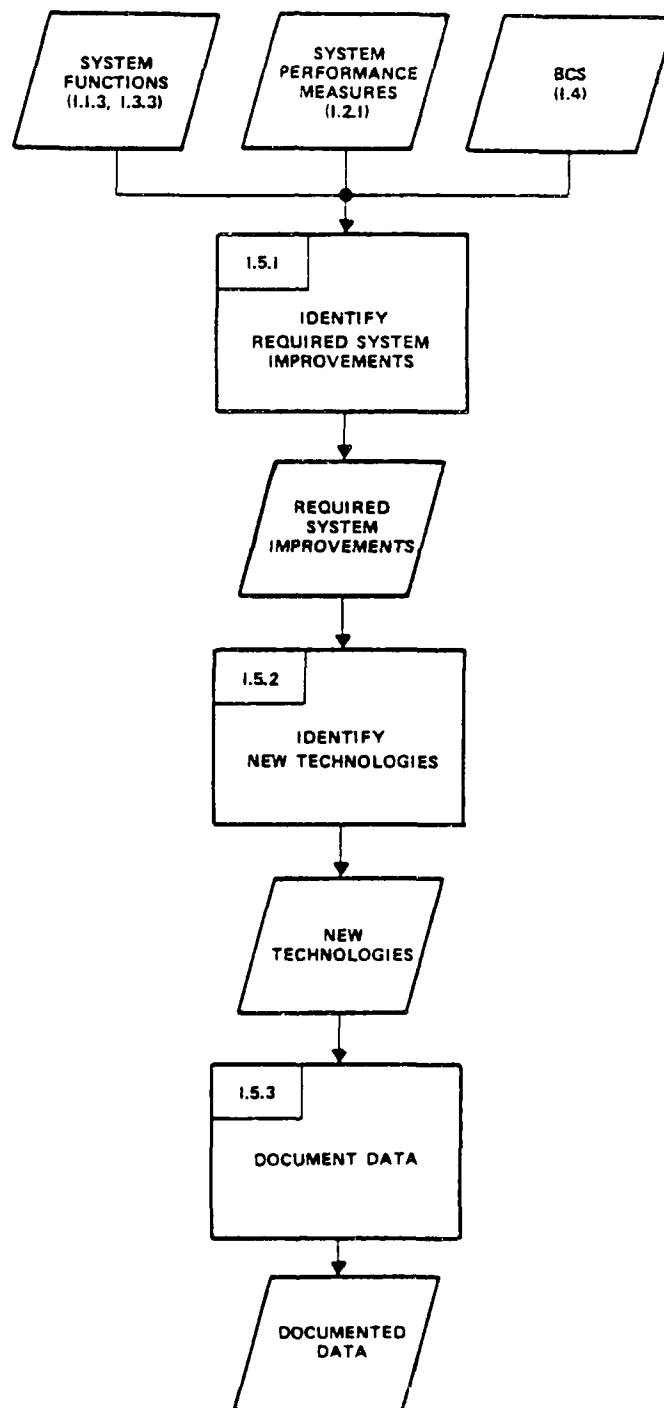 SYSTEM
FUNCTIONS
(1.1.3, 1.3.3)
SYSTEM
PERFORMANCE
MEASURES
(1.2.1)
BCS
(1.4)
1.5.1
IDENTIFY
REQUIRED SYSTEM
IMPROVEMENTS
REQUIRED
SYSTEM
IMPROVEMENTS
1.5.2
IDENTIFY
NEW TECHNOLOGIES
NEW
TECHNOLOGIES
1.5.3
DOCUMENT DATA
DOCUMENTED
DATA